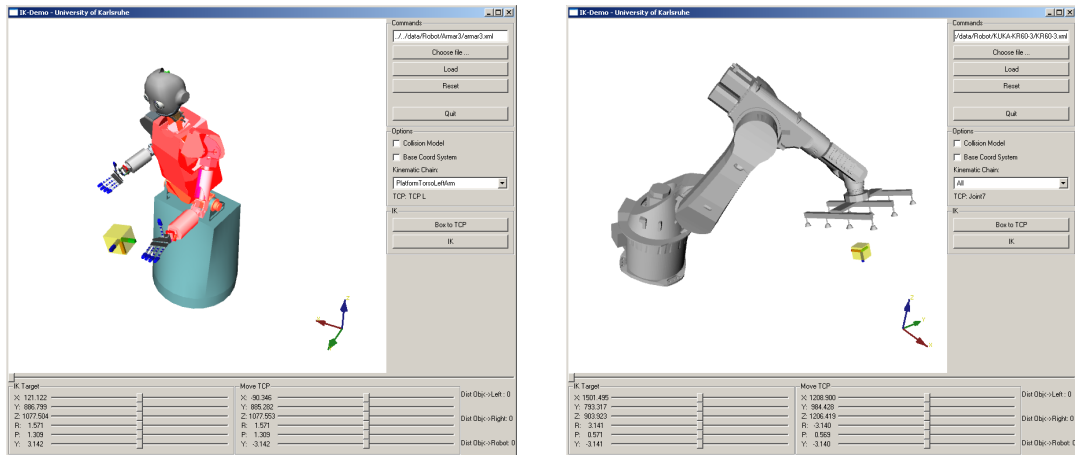 IK-Demo - University of Karlsruhe
Commands
../../data/Robot/Armar3/armar3.xml
Choose file ...
Load
Reset
Quit
Options
Collision Model
Base Coord System
Kinematic Chain:
PlatformTorsoLeftArm
TCP: TCP L
IK
Box to TCP
IK
Z
IK Target
X: 121.122
Y: 886.799
Z: 1077.504
R: 1.571
P: 1.309
Y: 3.142
Move TCP
X: -90.346
Y: 885.282
Z: 1077.553
R: 1.571
P: 1.309
Y: -3.142
Dist Obj<->Left : 0
Dist Obj<->Right: 0
Dist Obj<->Robot: 0
IK-Demo - University of Karlsruhe
Commands
/data/Robot/KUKA-KR60-3/KR60-3.xml
Choose file ...
Load
Reset
Quit
Options
Collision Model
Base Coord System
Kinematic Chain:
All
TCP: Joint7
IK
Box to TCP
IK
Z
Y
X
IK Target
X: 1501.495
Y: 793.317
Z: 903.923
R: 3.141
P: 0.571
Y: -3.141
Move TCP
X: 1208.900
Y: 984.428
Z: 1206.419
R: -3.140
P: 0.569
Y: -3.140
Dist Obj<->Left : 0
Dist Obj<->Right: 0
Dist Obj<->Robot: 0